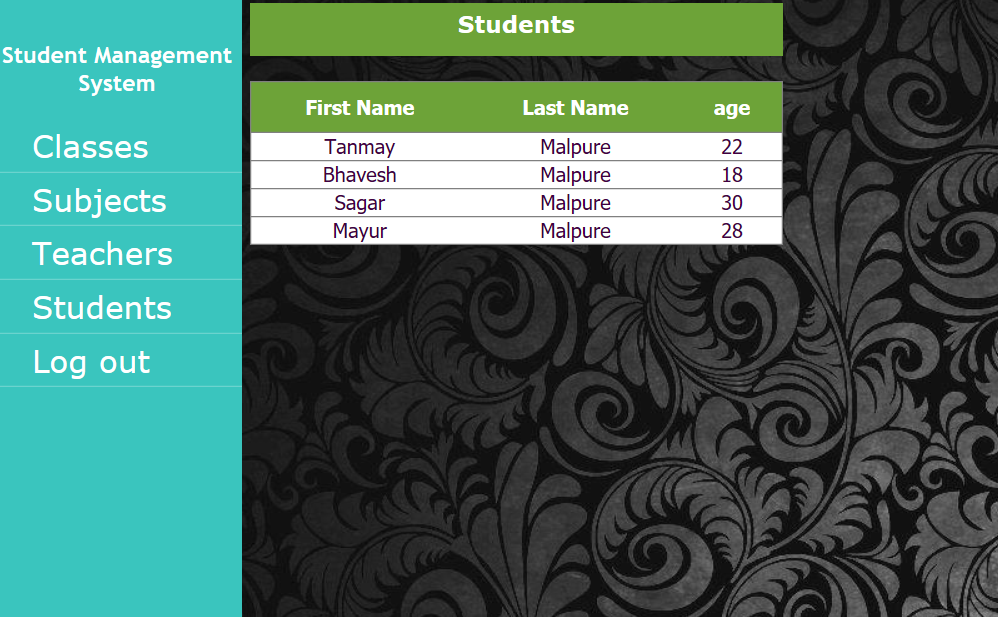 Student Management
System
Classes
Subjects
Teachers
Students
Log out
Students
First Name Last Name age
Tanmay Malpure 22
Bhavesh Malpure 18
Sagar Malpure 30
Mayur Malpure 28